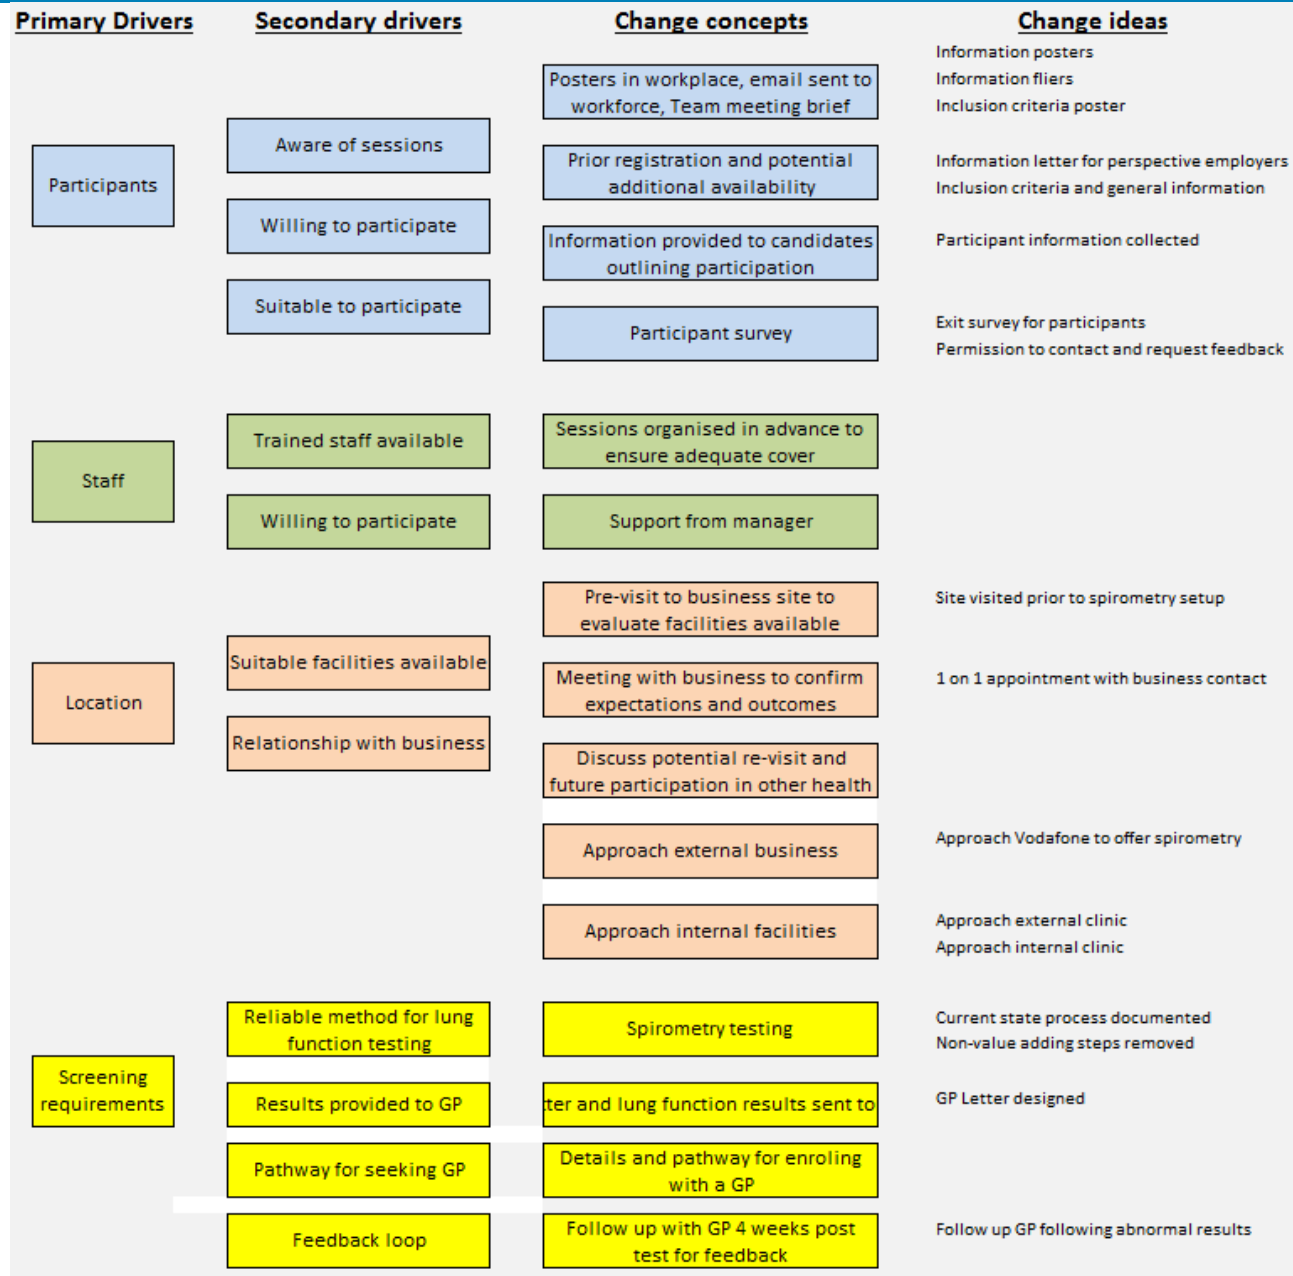 Primary Drivers
Secondary drivers
Change concepts
Change ideas
Participants
Aware of sessions
Willing to participate
Suitable to participate
Posters in workplace, email sent to
workforce, Team meeting brief
Prior registration and potential
additional availability
Information provided to candidates
outlining participation
Participant survey
Information posters
Information fliers
Inclusion criteria poster
Information letter for perspective employers
Inclusion criteria and general information
Participant information collected
Exit survey for participants
Permission to contact and request feedback
Staff
Trained staff available
Willing to participate
Sessions organised in advance to
ensure adequate cover
Support from manager
Location
Suitable facilities available
Relationship with business
Pre-visit to business site to
evaluate facilities available
Meeting with business to confirm
expectations and outcomes
Discuss potential re-visit and
future participation in other health
Approach external business
Approach internal facilities
Site visited prior to spirometry setup
1 on 1 appointment with business contact
Approach Vodafone to offer spirometry
Approach external clinic
Approach internal clinic
Screening
requirements
Reliable method for lung
function testing
Results provided to GP
Pathway for seeking GP
Feedback loop
Spirometry testing
and lung function results sent to
Details and pathway for enroling
with a GP
Follow up with GP 4 weeks post
test for feedback
Current state process documented
Non-value adding steps removed
GP Letter designed
Follow up GP following abnormal results